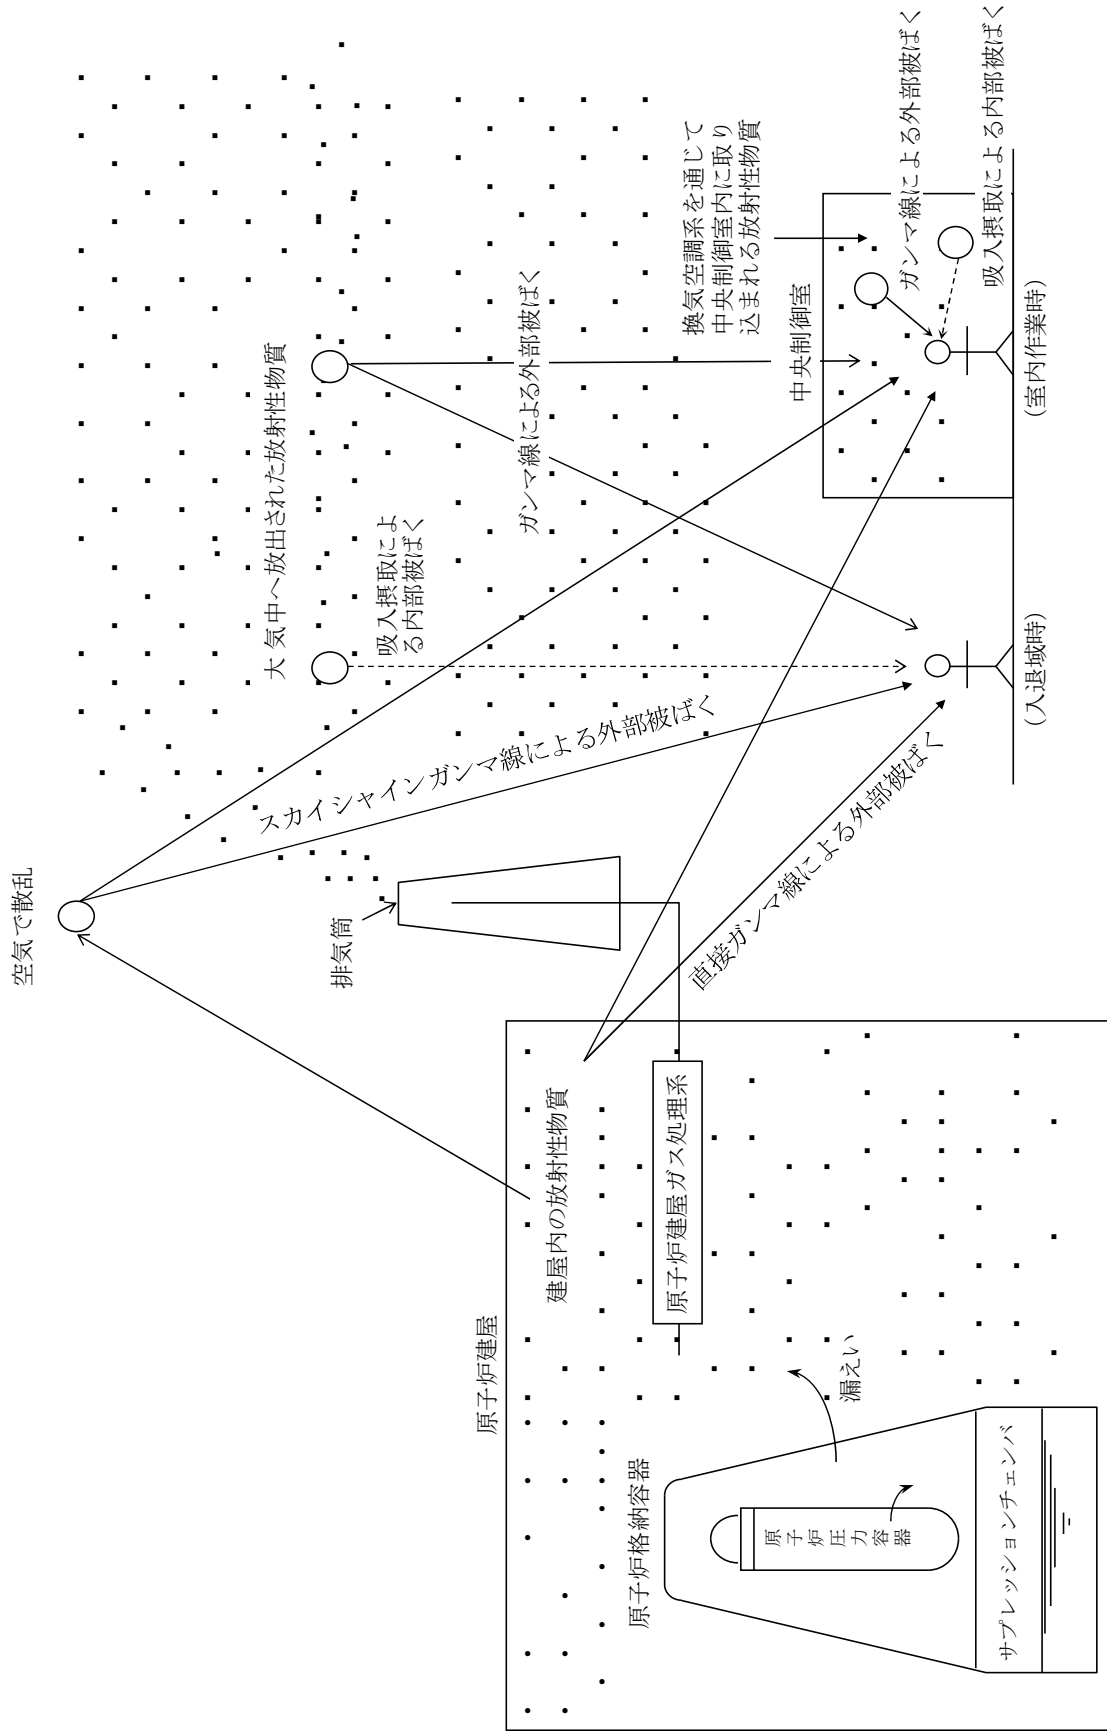 空気で散乱
大気中へ放出された放射性物質
排気筒
吸入摂取によ
る内部被ばく
スカイシャインガンマ線による外部被ばく
ガンマ線による外部被ばく
換気空調系を通じて
中央制御室内に取り
込まれる放射性物質
中央制御室
ガンマ線による外部被ばく
吸入摂取による内部被ばく
直接ガンマ線による外部被ばく
(入退域時)
(室内作業時)
原子炉建屋
建屋内の放射性物質
原子炉建屋ガス処理系
原子炉格納容器
漏えい
原子炉圧力容器
サプレッションチェンバ